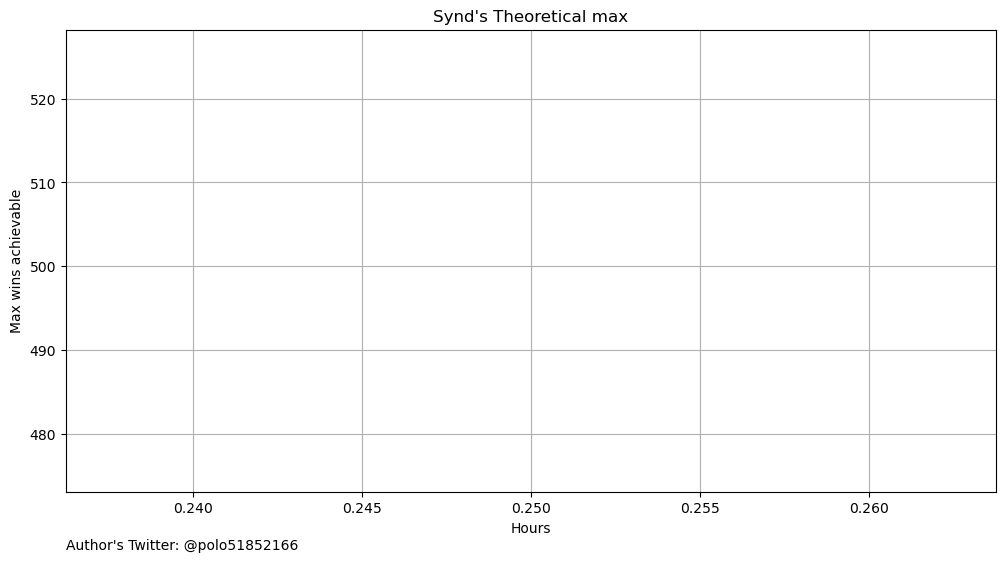 Synd's Theoretical max
Max wins achievable
520
510
500
490
480
0.240 0.245 0.250 0.255 0.260
Hours
Author's Twitter: @polo51852166